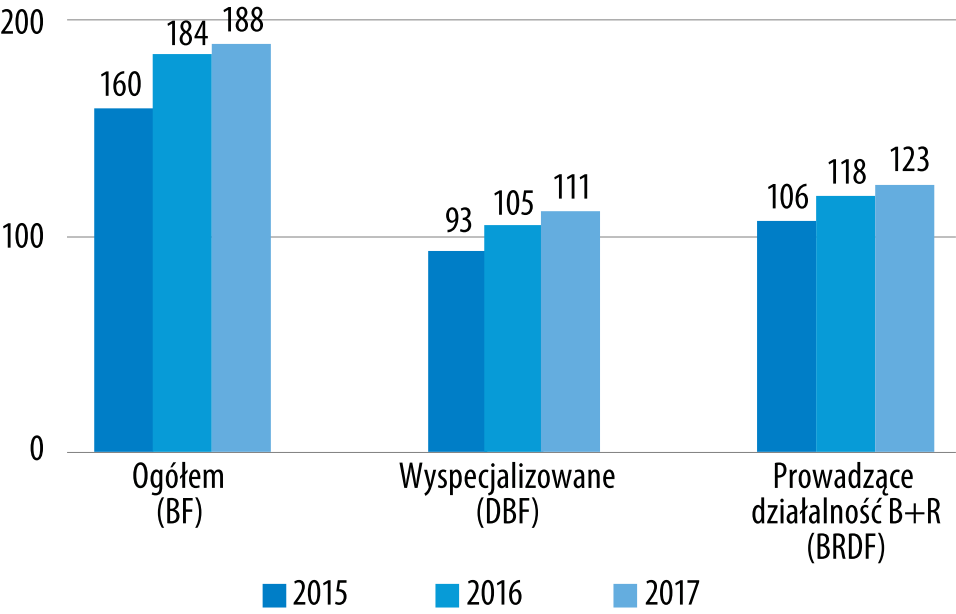 200
188
184
160
123
118
111
106
105
93
100
0
Ogółem
(BF)
Wyspecjalizowane
(DBF)
Prowadzące
działalność B+R
(BRDF)
2015 2016 2017